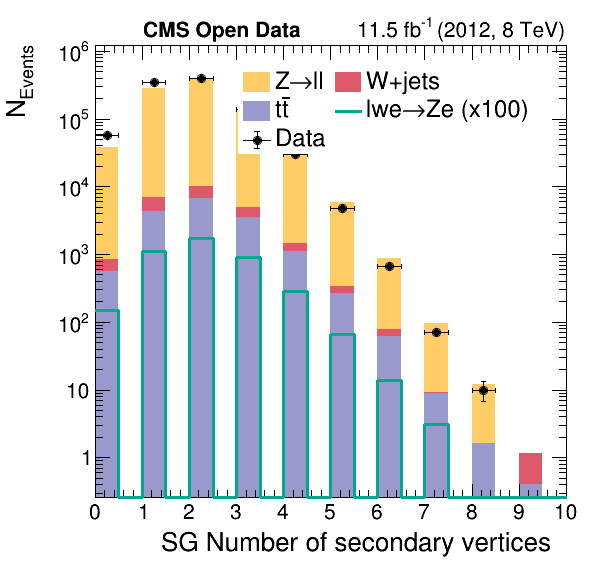 CMS Open Data 11.5 fb⁻¹ (2012, 8 TeV)
N_Events
Z→ll W+jets
tt̄ lwe→Ze (x100)
Data
10⁶
10⁵
10⁴
10³
10²
10
1
0 1 2 3 4 5 6 7 8 9 10
SG Number of secondary vertices